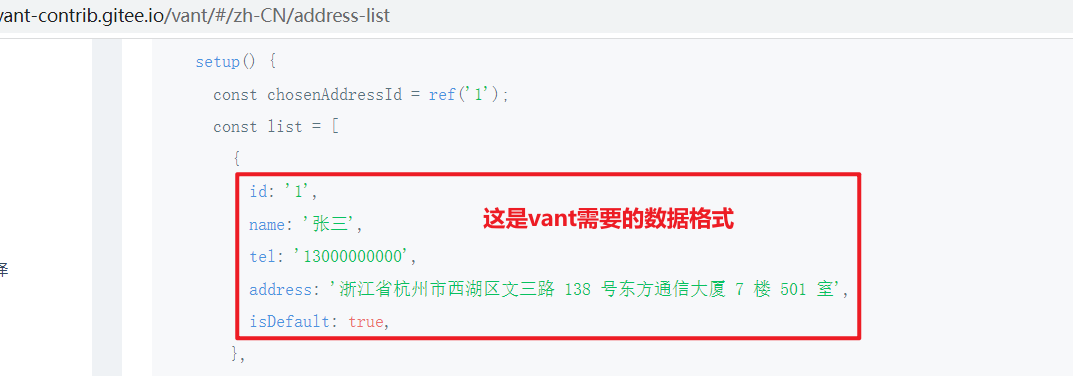 vant-contrib.gitee.io/vant/#/zh-CN/address-list
setup() {
const chosenAddressId = ref('1');
const list = [
{
id: '1',
name: '张三',
这是vant需要的数据格式
tel: '13000000000',
address: '浙江省杭州市西湖区文三路 138 号东方通信大厦 7 楼 501 室',
择
isDefault: true,
},